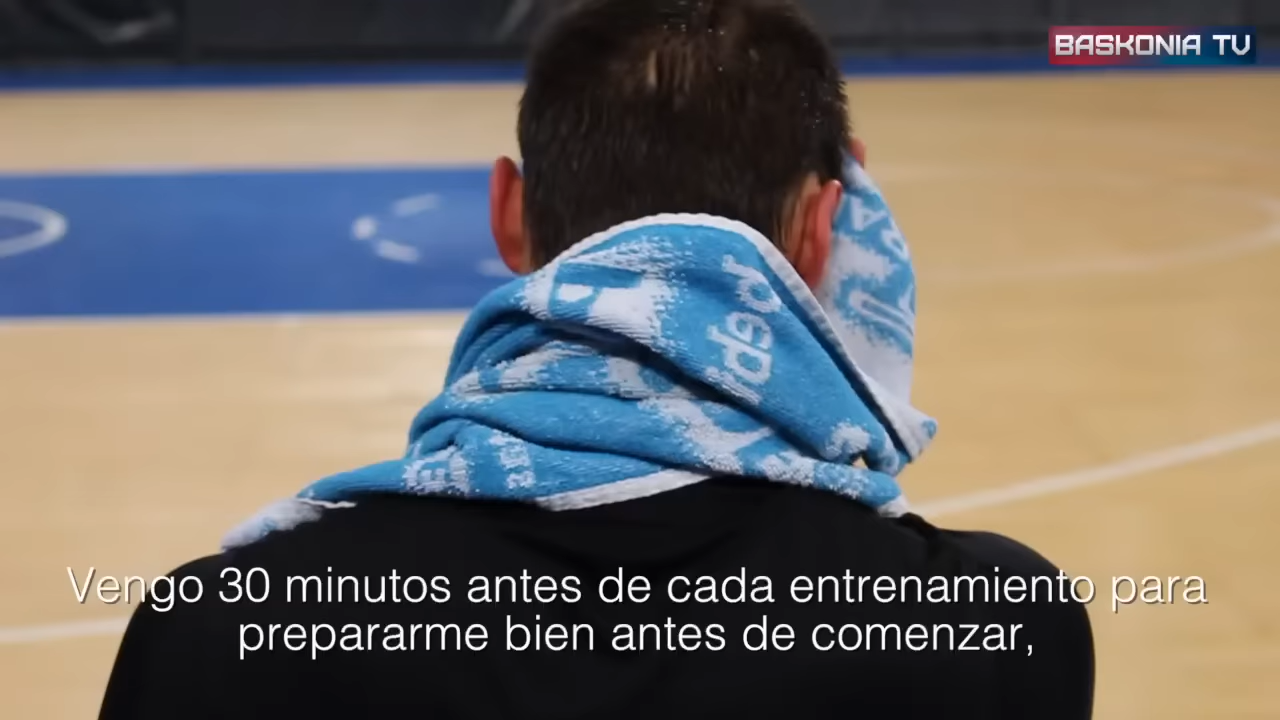 BASKONIA TV
Vengo 30 minutos antes de cada entrenamiento para
prepararme bien antes de comenzar,